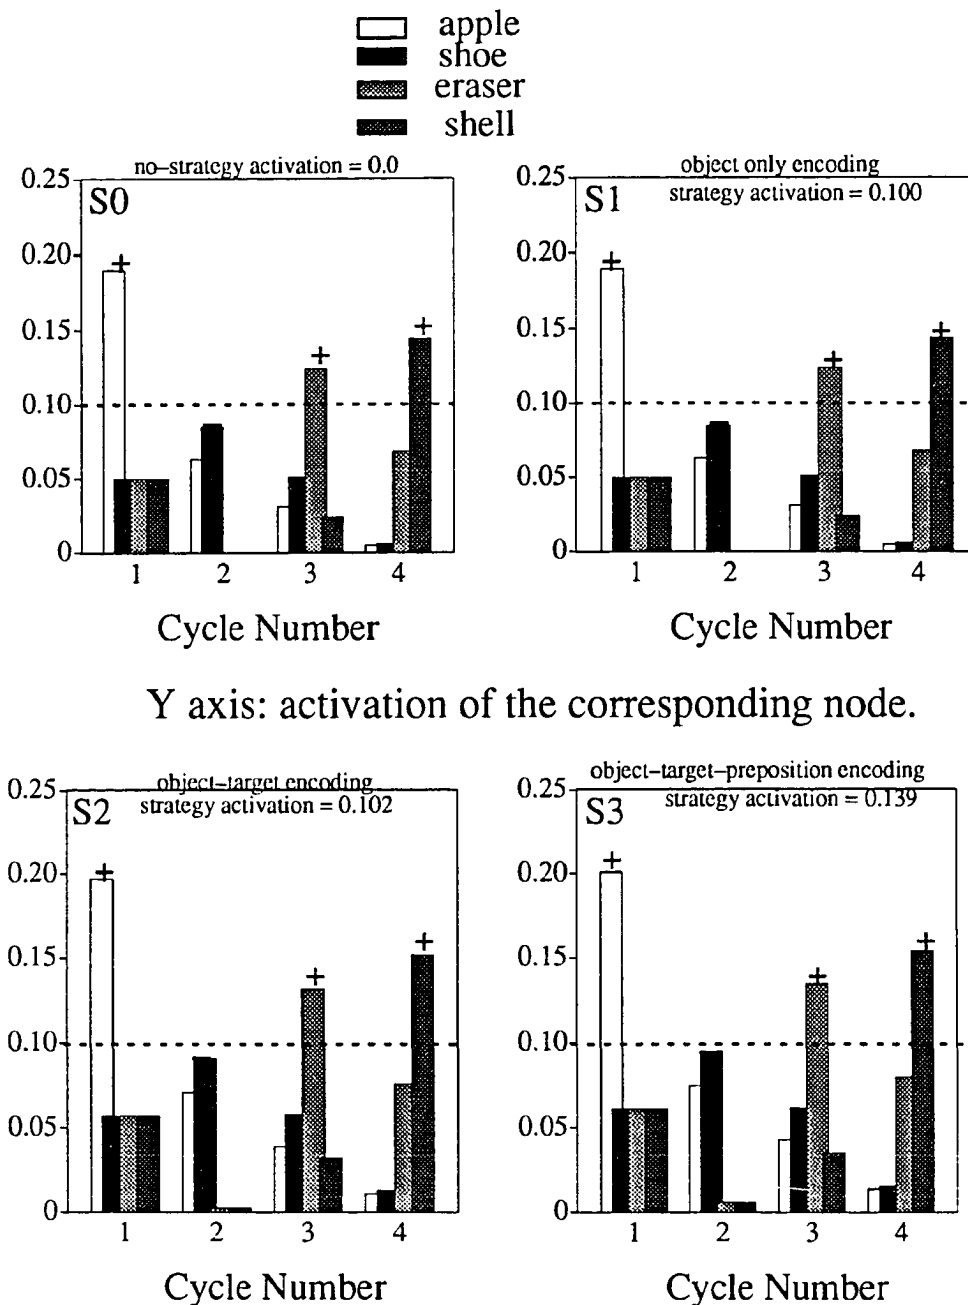 apple
shoe
eraser
shell
no-strategy activation = 0.0
0.25
S0
0.20
0.15
0.10
0.05
0
1 2 3 4
Cycle Number
object only encoding
strategy activation = 0.100
0.25
S1
0.20
0.15
0.10
0.05
0
1 2 3 4
Cycle Number
Y axis: activation of the corresponding node.
object-target encoding
strategy activation = 0.102
0.25
S2
0.20
0.15
0.10
0.05
0
1 2 3 4
Cycle Number
object-target-preposition encoding
strategy activation = 0.139
0.25
S3
0.20
0.15
0.10
0.05
0
1 2 3 4
Cycle Number